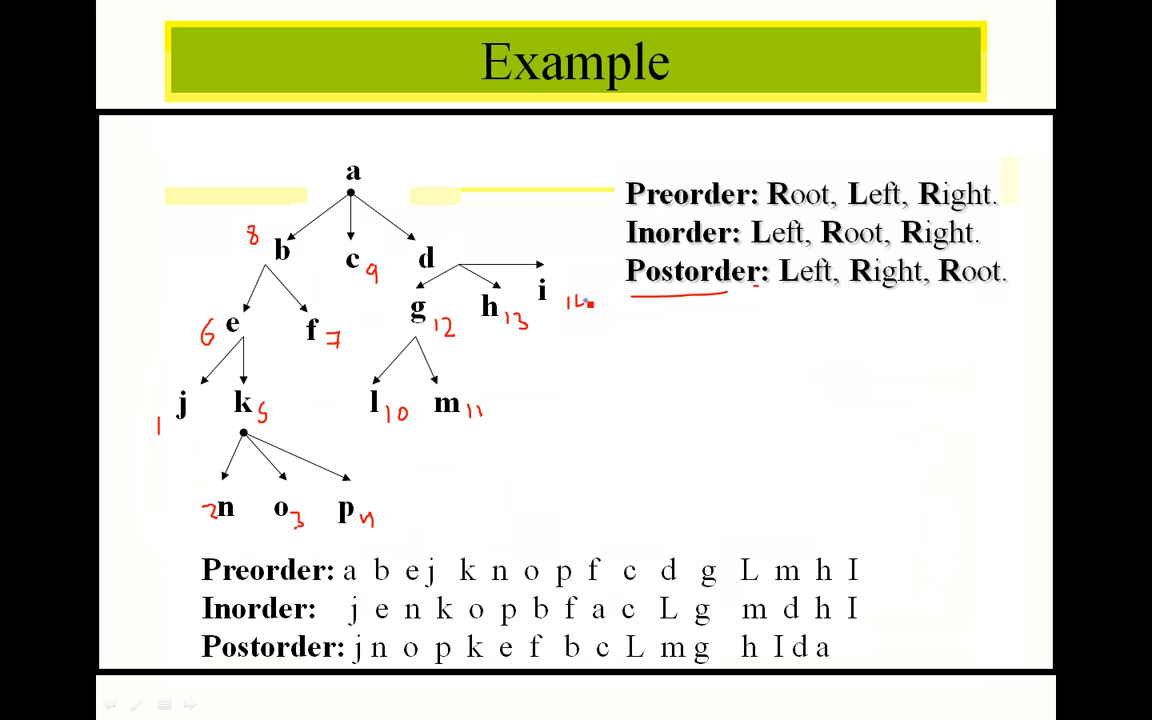 Example
a
Preorder: Root, Left, Right.
Inorder: Left, Root, Right.
Postorder: Left, Right, Root.
8 b c 9 d
g 12 h 13 i 14
6 e f 7
j k 5 l 10 m 11
1
2 n o 3 p 4
Preorder: a b e j k n o p f c d g L m h I
Inorder: j e n k o p b f a c L g m d h I
Postorder: j n o p k e f b c L m g h I d a